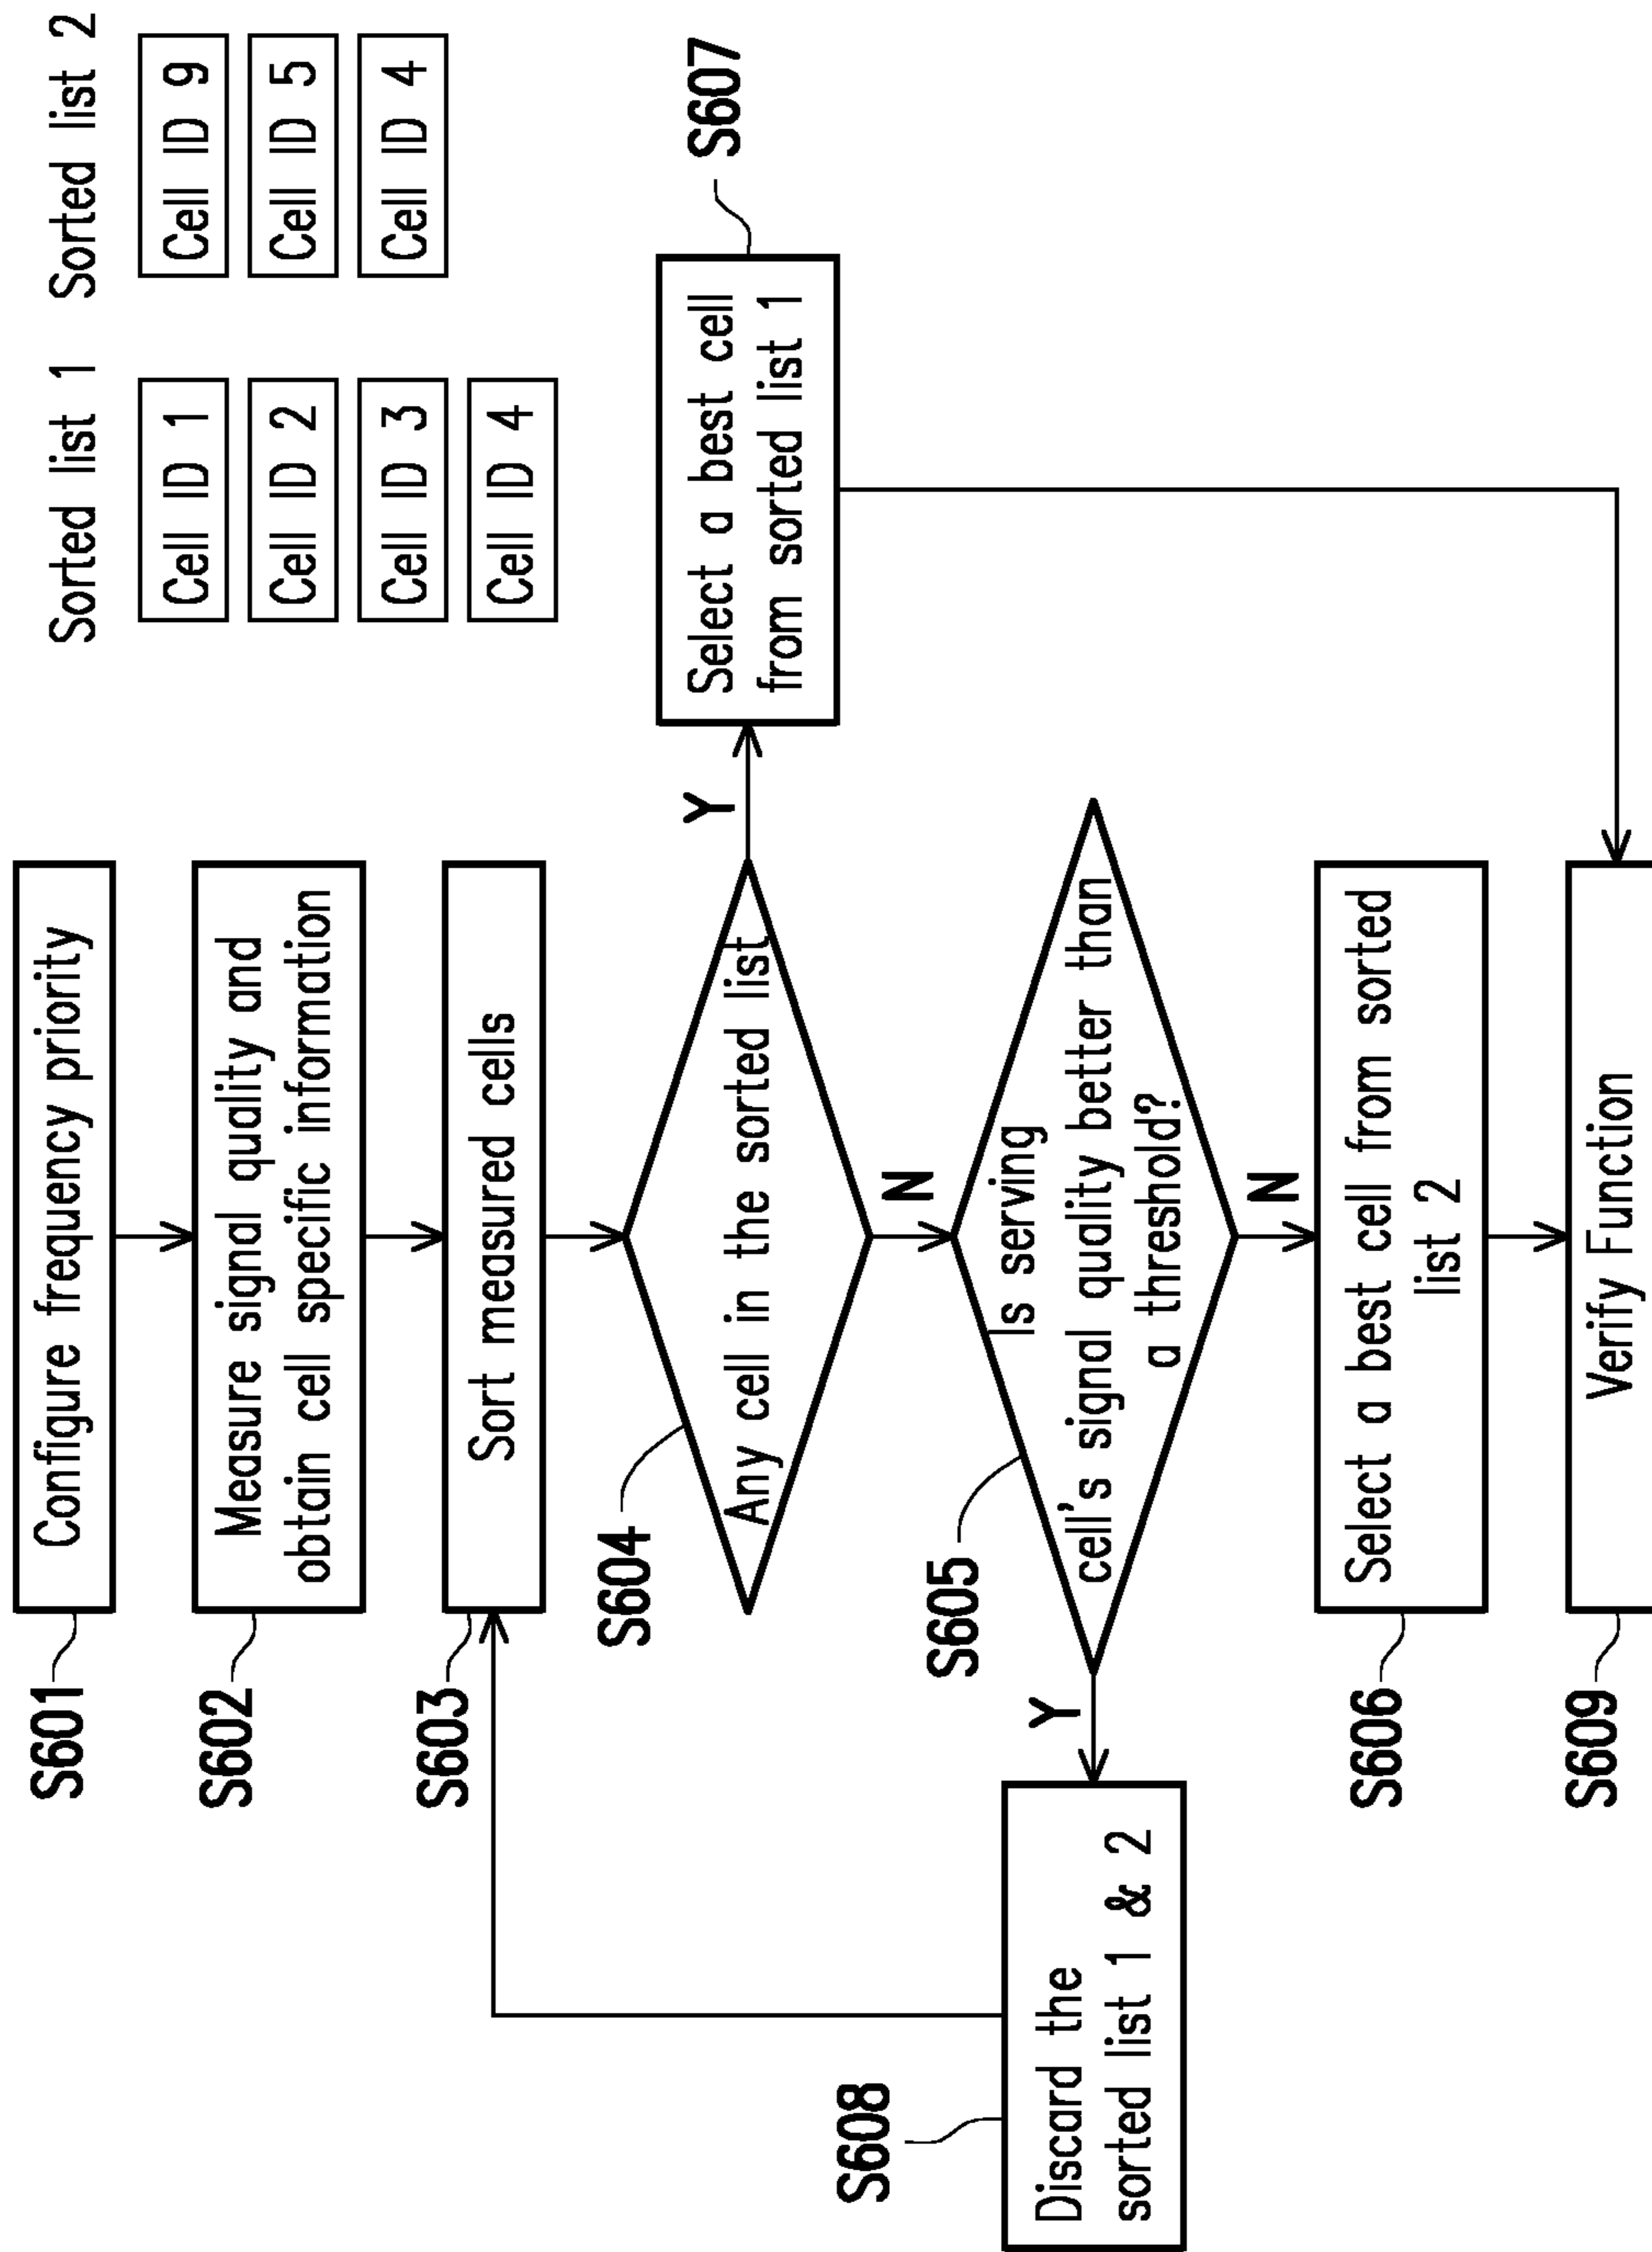 Sorted list 1
Sorted list 2
Cell ID 1
Cell ID 2
Cell ID 3
Cell ID 4
Cell ID 9
Cell ID 5
Cell ID 4
S601
Configure frequency priority
S602
Measure signal quality and
obtain cell specific information
S603
Sort measured cells
S604
Any cell in the sorted list
Y
S607
Select a best cell
from sorted list 1
N
S605
Is serving
cell's signal quality better than
a threshold?
Y
S608
Discard the
sorted list 1 & 2
N
S606
Select a best cell from sorted
list 2
S609
Verify Function